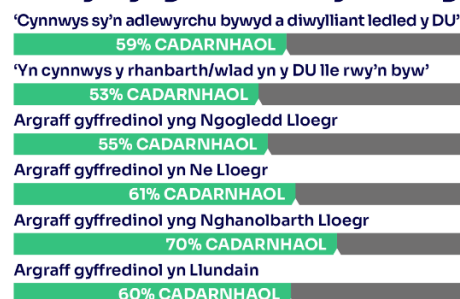 ‘Cynnwys sy’n adlewyrchu bywyd a diwylliant ledled y DU’
59% CADARNHAOL
‘Yn cynnwys y rhanbarth/wlad yn y DU lle rwy’n byw’
53% CADARNHAOL
Argraff gyffredinol yng Ngogledd Lloegr
55% CADARNHAOL
Argraff gyffredinol yn Ne Lloegr
61% CADARNHAOL
Argraff gyffredinol yng Nghanolbarth Lloegr
70% CADARNHAOL
Argraff gyffredinol yn Llundain
60% CADARNHAOL